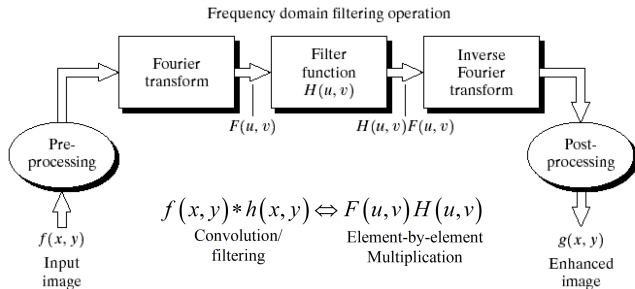 Frequency domain filtering operation
Fourier
transform
Filter
function
H(u, v)
Inverse
Fourier
transform
F(u, v)
H(u, v)F(u, v)
Pre-
processing
Post-
processing
f(x, y)∗h(x, y)⇔F(u,v)H(u,v)
Convolution/
filtering
Element-by-element
Multiplication
f(x, y)
Input
image
g(x, y)
Enhanced
image